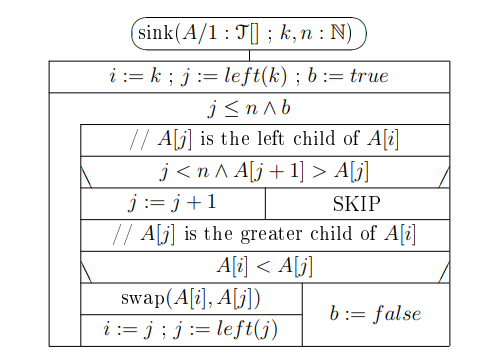 sink(A/1 : 𝒯[] ; k, n : ℕ)
i := k ; j := left(k) ; b := true
j ≤ n ∧ b
// A[j] is the left child of A[i]
j < n ∧ A[j + 1] > A[j]
j := j + 1
SKIP
// A[j] is the greater child of A[i]
A[i] < A[j]
swap(A[i], A[j])
b := false
i := j ; j := left(j)